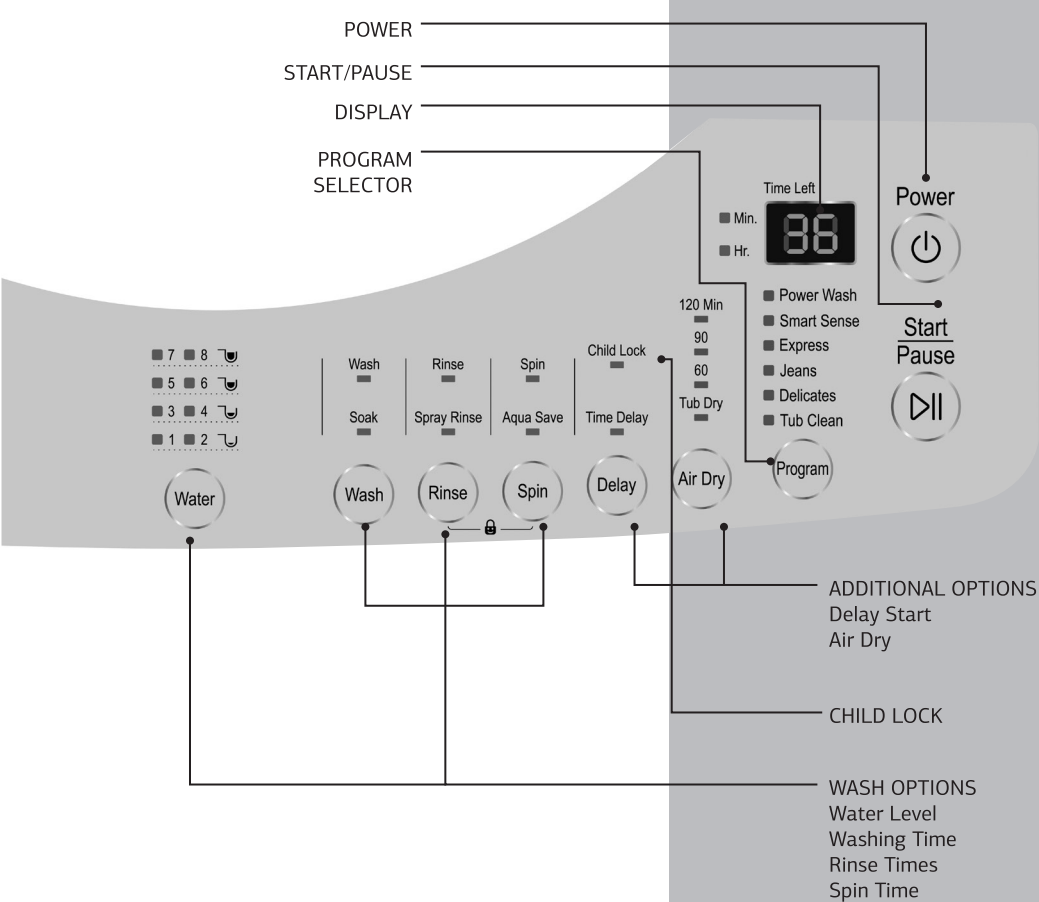 POWER
START/PAUSE
DISPLAY
PROGRAM
SELECTOR
Time Left
Min.
Hr.
36
Power
Power Wash
Smart Sense
Express
Jeans
Delicates
Tub Clean
Start
Pause
120 Min
90
60
Tub Dry
Child Lock
Time Delay
Wash
Soak
Rinse
Spray Rinse
Spin
Aqua Save
7 8
5 6
3 4
1 2
Water
Wash
Rinse
Spin
Delay
Air Dry
Program
ADDITIONAL OPTIONS
Delay Start
Air Dry
CHILD LOCK
WASH OPTIONS
Water Level
Washing Time
Rinse Times
Spin Time